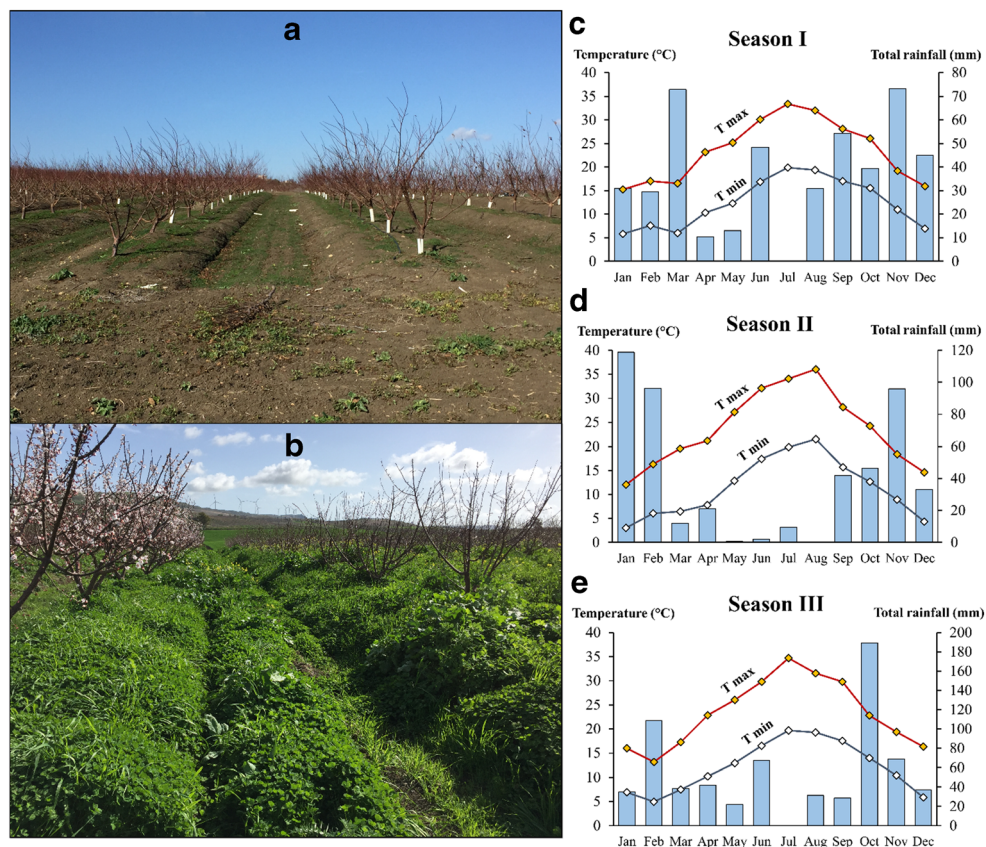 a
b
c
Season I
Temperature (°C)
Total rainfall (mm)
40
35
30
25
20
15
10
5
0
80
70
60
50
40
30
20
10
0
T max
T min
Jan Feb Mar Apr May Jun Jul Aug Sep Oct Nov Dec
d
Season II
Temperature (°C)
Total rainfall (mm)
40
35
30
25
20
15
10
5
0
120
100
80
60
40
20
0
T max
T min
Jan Feb Mar Apr May Jun Jul Aug Sep Oct Nov Dec
e
Season III
Temperature (°C)
Total rainfall (mm)
40
35
30
25
20
15
10
5
0
200
180
160
140
120
100
80
60
40
20
0
T max
T min
Jan Feb Mar Apr May Jun Jul Aug Sep Oct Nov Dec